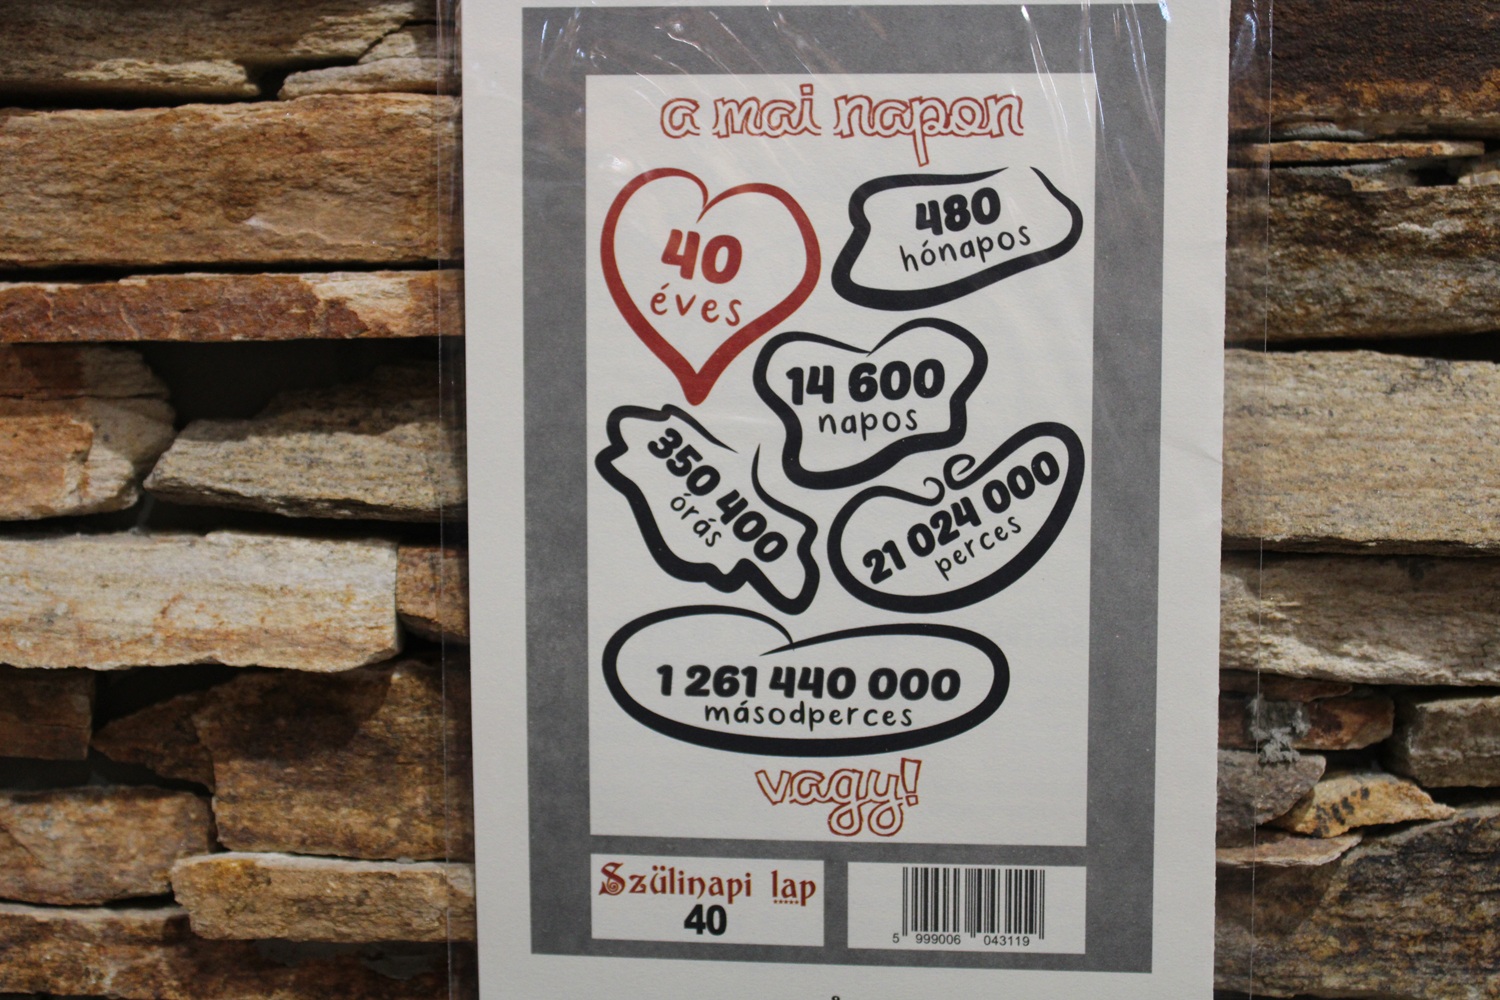 a mai napon
40
éves
480
hónapos
14 600
napos
350 400
órás
21 024 000
perces
1 261 440 000
másodperces
vagy!
Szülinapi lap
40
5 999006 043119